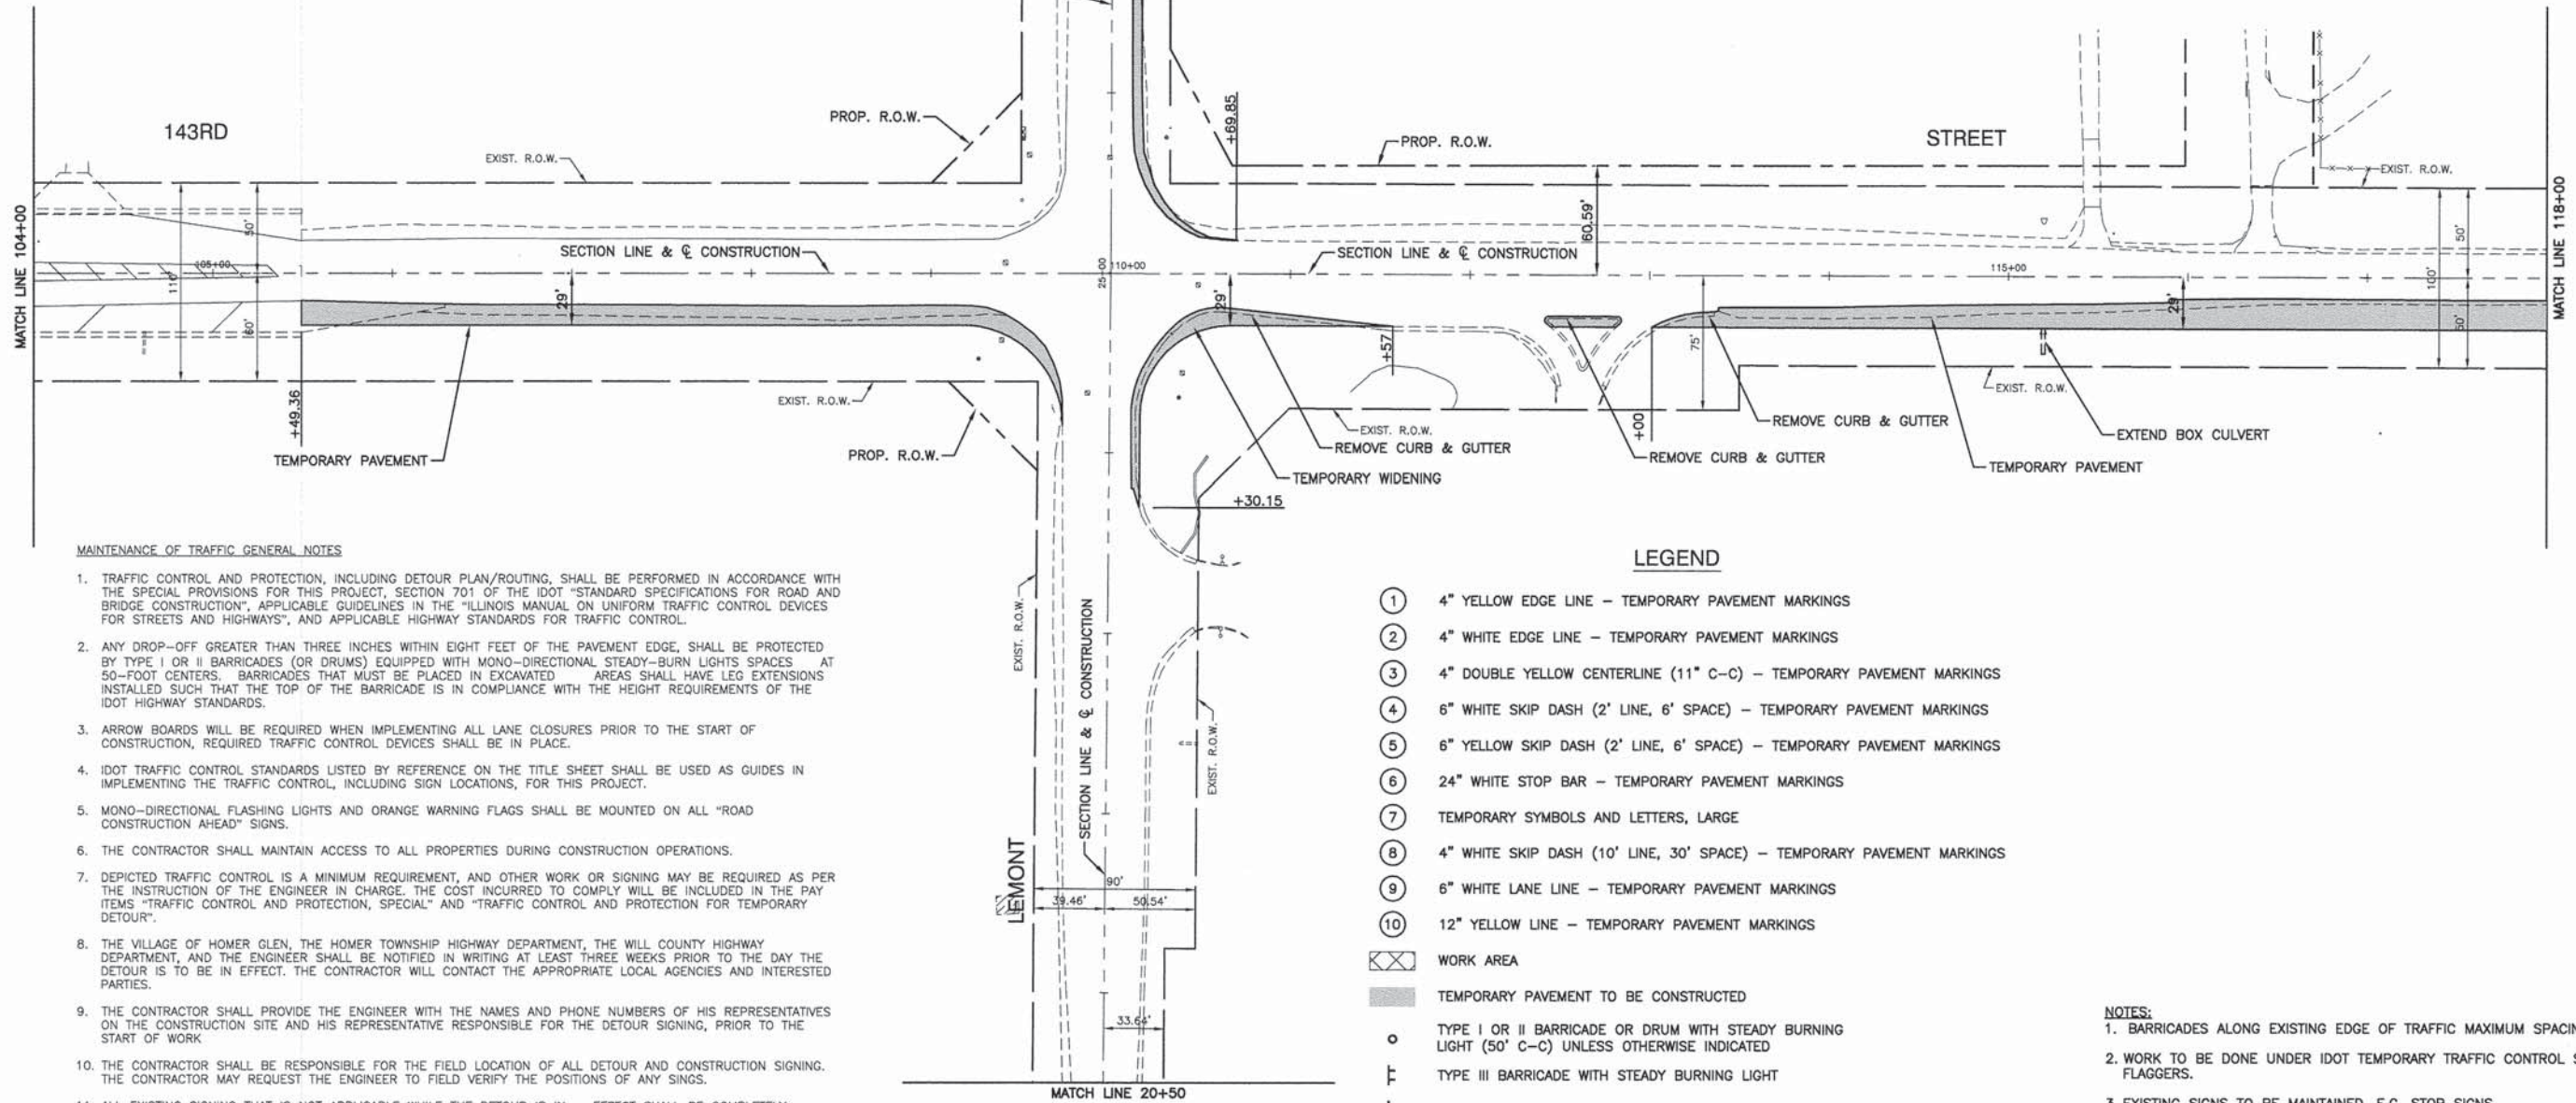 143RD
STREET
MATCH LINE 104+00
MATCH LINE 118+00
PROP. R.O.W.
EXIST. R.O.W.
+69.85
PROP. R.O.W.
EXIST. R.O.W.
110'
50'
60'
105+00
SECTION LINE & ℄ CONSTRUCTION
29'
25+00
110+00
SECTION LINE & ℄ CONSTRUCTION
60.59'
115+00
100'
50'
50'
29'
29'
75'
+57
+00
+49.36
TEMPORARY PAVEMENT
EXIST. R.O.W.
PROP. R.O.W.
EXIST. R.O.W.
REMOVE CURB & GUTTER
TEMPORARY WIDENING
+30.15
REMOVE CURB & GUTTER
REMOVE CURB & GUTTER
EXIST. R.O.W.
EXTEND BOX CULVERT
TEMPORARY PAVEMENT
MAINTENANCE OF TRAFFIC GENERAL NOTES
1. TRAFFIC CONTROL AND PROTECTION, INCLUDING DETOUR PLAN/ROUTING, SHALL BE PERFORMED IN ACCORDANCE WITH
THE SPECIAL PROVISIONS FOR THIS PROJECT, SECTION 701 OF THE IDOT "STANDARD SPECIFICATIONS FOR ROAD AND
BRIDGE CONSTRUCTION", APPLICABLE GUIDELINES IN THE "ILLINOIS MANUAL ON UNIFORM TRAFFIC CONTROL DEVICES
FOR STREETS AND HIGHWAYS", AND APPLICABLE HIGHWAY STANDARDS FOR TRAFFIC CONTROL.
2. ANY DROP-OFF GREATER THAN THREE INCHES WITHIN EIGHT FEET OF THE PAVEMENT EDGE, SHALL BE PROTECTED
BY TYPE I OR II BARRICADES (OR DRUMS) EQUIPPED WITH MONO-DIRECTIONAL STEADY-BURN LIGHTS SPACES AT
50-FOOT CENTERS. BARRICADES THAT MUST BE PLACED IN EXCAVATED AREAS SHALL HAVE LEG EXTENSIONS
INSTALLED SUCH THAT THE TOP OF THE BARRICADE IS IN COMPLIANCE WITH THE HEIGHT REQUIREMENTS OF THE
IDOT HIGHWAY STANDARDS.
3. ARROW BOARDS WILL BE REQUIRED WHEN IMPLEMENTING ALL LANE CLOSURES PRIOR TO THE START OF
CONSTRUCTION, REQUIRED TRAFFIC CONTROL DEVICES SHALL BE IN PLACE.
4. IDOT TRAFFIC CONTROL STANDARDS LISTED BY REFERENCE ON THE TITLE SHEET SHALL BE USED AS GUIDES IN
IMPLEMENTING THE TRAFFIC CONTROL, INCLUDING SIGN LOCATIONS, FOR THIS PROJECT.
5. MONO-DIRECTIONAL FLASHING LIGHTS AND ORANGE WARNING FLAGS SHALL BE MOUNTED ON ALL "ROAD
CONSTRUCTION AHEAD" SIGNS.
6. THE CONTRACTOR SHALL MAINTAIN ACCESS TO ALL PROPERTIES DURING CONSTRUCTION OPERATIONS.
7. DEPICTED TRAFFIC CONTROL IS A MINIMUM REQUIREMENT, AND OTHER WORK OR SIGNING MAY BE REQUIRED AS PER
THE INSTRUCTION OF THE ENGINEER IN CHARGE. THE COST INCURRED TO COMPLY WILL BE INCLUDED IN THE PAY
ITEMS "TRAFFIC CONTROL AND PROTECTION, SPECIAL" AND "TRAFFIC CONTROL AND PROTECTION FOR TEMPORARY
DETOUR".
8. THE VILLAGE OF HOMER GLEN, THE HOMER TOWNSHIP HIGHWAY DEPARTMENT, THE WILL COUNTY HIGHWAY
DEPARTMENT, AND THE ENGINEER SHALL BE NOTIFIED IN WRITING AT LEAST THREE WEEKS PRIOR TO THE DAY THE
DETOUR IS TO BE IN EFFECT. THE CONTRACTOR WILL CONTACT THE APPROPRIATE LOCAL AGENCIES AND INTERESTED
PARTIES.
9. THE CONTRACTOR SHALL PROVIDE THE ENGINEER WITH THE NAMES AND PHONE NUMBERS OF HIS REPRESENTATIVES
ON THE CONSTRUCTION SITE AND HIS REPRESENTATIVE RESPONSIBLE FOR THE DETOUR SIGNING, PRIOR TO THE
START OF WORK
10. THE CONTRACTOR SHALL BE RESPONSIBLE FOR THE FIELD LOCATION OF ALL DETOUR AND CONSTRUCTION SIGNING.
THE CONTRACTOR MAY REQUEST THE ENGINEER TO FIELD VERIFY THE POSITIONS OF ANY SINGS.
EXIST. R.O.W.
SECTION LINE & ℄ CONSTRUCTION
EXIST. R.O.W.
LEMONT
90'
39.46'
50.54'
33.64'
MATCH LINE 20+50
LEGEND
1 4" YELLOW EDGE LINE – TEMPORARY PAVEMENT MARKINGS
2 4" WHITE EDGE LINE – TEMPORARY PAVEMENT MARKINGS
3 4" DOUBLE YELLOW CENTERLINE (11" C-C) – TEMPORARY PAVEMENT MARKINGS
4 6" WHITE SKIP DASH (2' LINE, 6' SPACE) – TEMPORARY PAVEMENT MARKINGS
5 6" YELLOW SKIP DASH (2' LINE, 6' SPACE) – TEMPORARY PAVEMENT MARKINGS
6 24" WHITE STOP BAR – TEMPORARY PAVEMENT MARKINGS
7 TEMPORARY SYMBOLS AND LETTERS, LARGE
8 4" WHITE SKIP DASH (10' LINE, 30' SPACE) – TEMPORARY PAVEMENT MARKINGS
9 6" WHITE LANE LINE – TEMPORARY PAVEMENT MARKINGS
10 12" YELLOW LINE – TEMPORARY PAVEMENT MARKINGS
WORK AREA
TEMPORARY PAVEMENT TO BE CONSTRUCTED
TYPE I OR II BARRICADE OR DRUM WITH STEADY BURNING
LIGHT (50' C-C) UNLESS OTHERWISE INDICATED
TYPE III BARRICADE WITH STEADY BURNING LIGHT
NOTES:
1. BARRICADES ALONG EXISTING EDGE OF TRAFFIC MAXIMUM
2. WORK TO BE DONE UNDER IDOT TEMPORARY TRAFFIC CONTROL
FLAGGERS.
3. EXISTING SIGNS TO BE MAINTAINED, E.G. STOP SIGNS